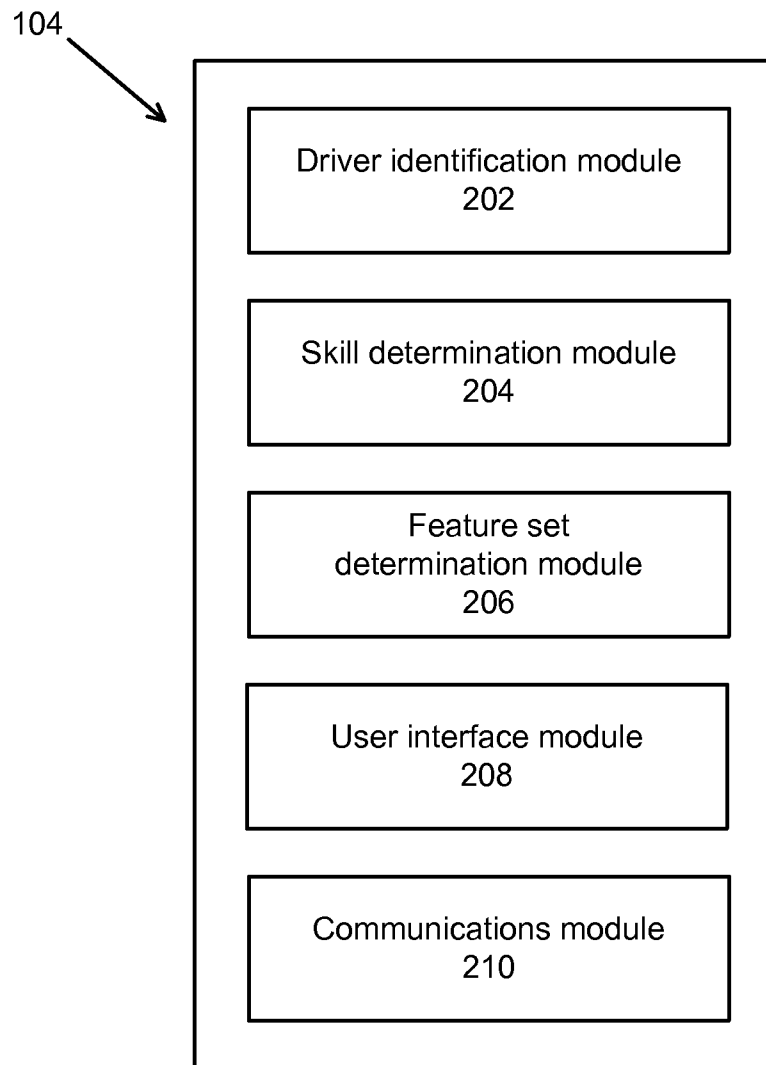 104
Driver identification module
202
Skill determination module
204
Feature set
determination module
206
User interface module
208
Communications module
210